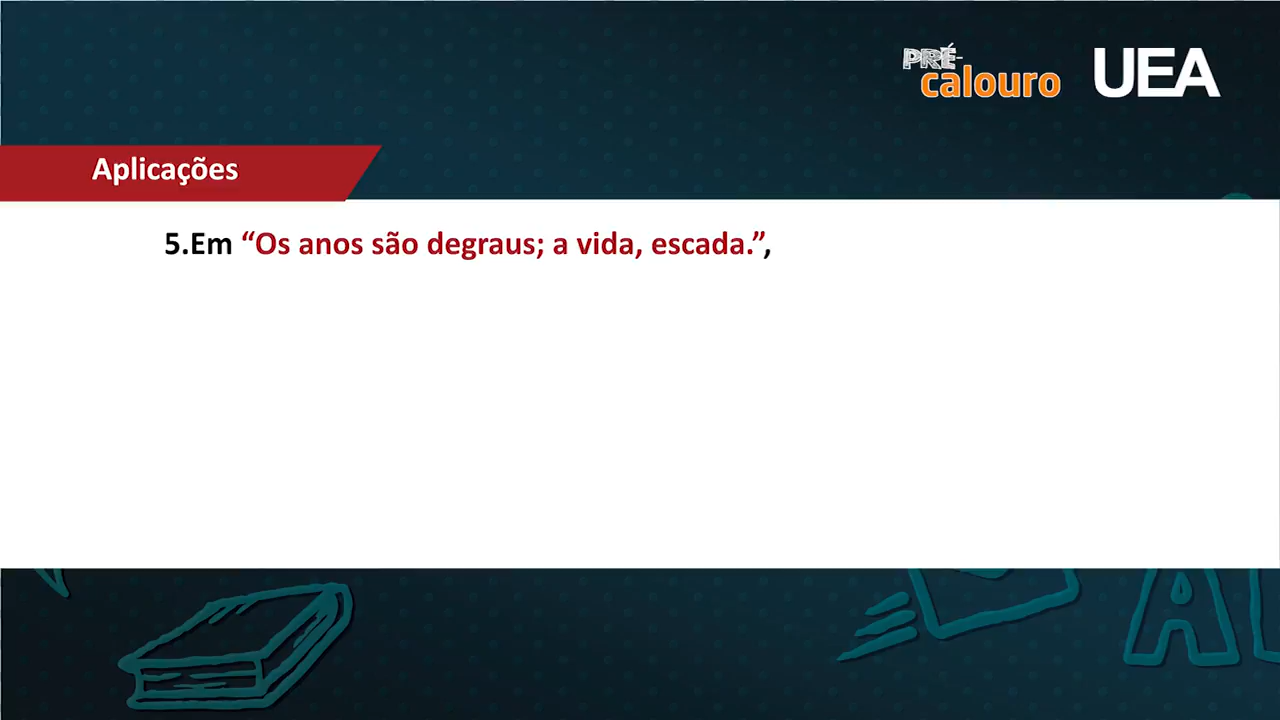 PRÉ-
calouro
UEA
Aplicações
5.Em “Os anos são degraus; a vida, escada.”,